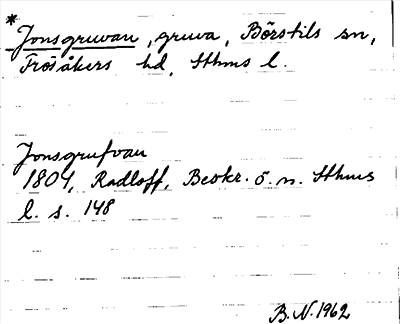 *
Jonsgruvan, gruva, Börstils sn,
Frösåkers hd, Sthms l.
Jonsgrufvan
1804, Radloff, Beskr. ö. n. Sthms
l. s. 148
B.N. 1962